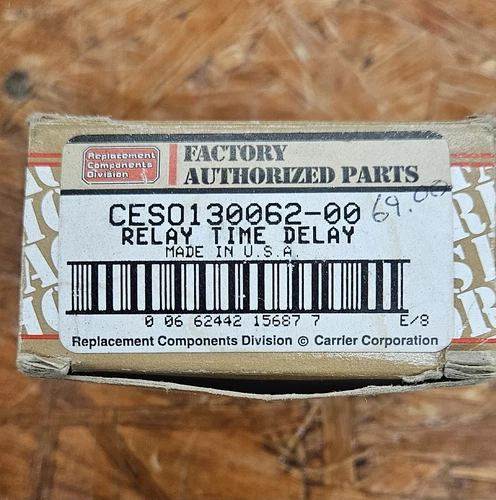 Replacement
Components
Division
FACTORY
AUTHORIZED PARTS
CESO130062-00 69.00
RELAY TIME DELAY
MADE IN U.S.A.
0 06 62442 15687 7 E/8
Replacement Components Division © Carrier Corporation